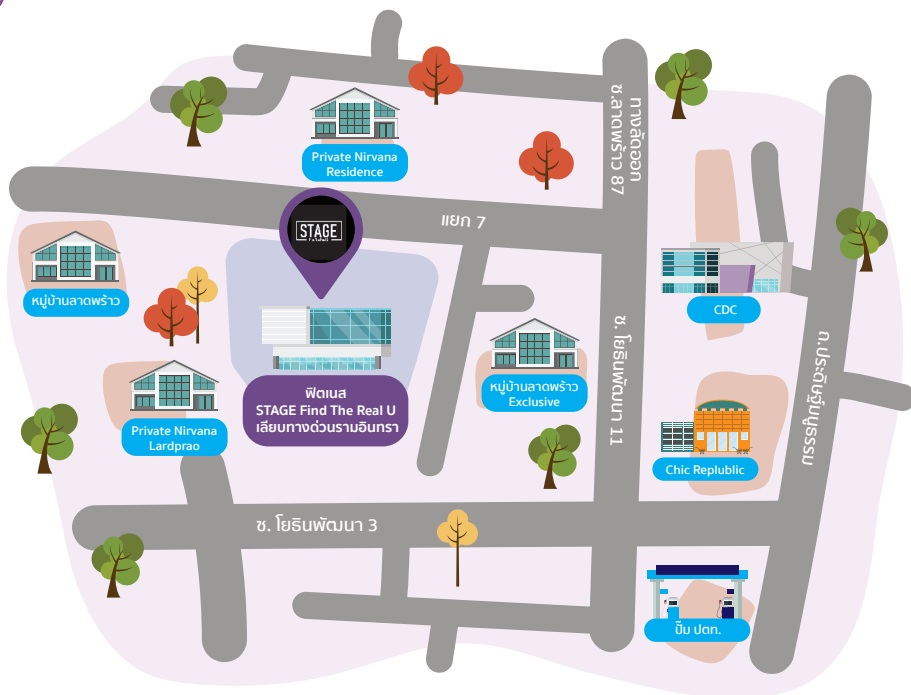 ทางลัดออก
ซ.ลาดพร้าว 87
Private Nirvana
Residence
STAGE
แยก 7
หมู่บ้านลาดพร้าว
CDC
ฟิตเนส
STAGE Find The Real U
เลียบทางด่วนรามอินทรา
หมู่บ้านลาดพร้าว
Exclusive
ซ. โยธินพัฒนา 11
ถ.ประดิษฐ์มนูธรรม
Private Nirvana
Lardprao
Chic Replublic
ซ. โยธินพัฒนา 3
ปั๊ม ปตท.